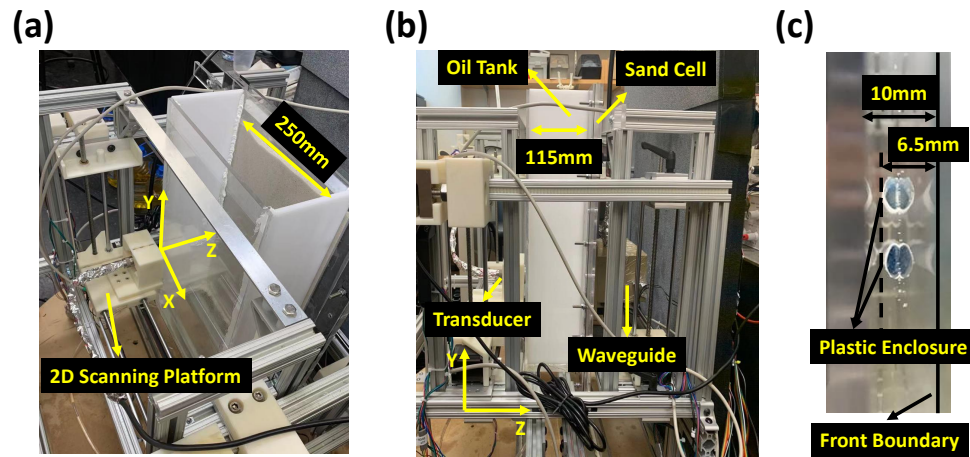 (a)
250mm
Y
Z
X
2D Scanning Platform
(b)
Oil Tank
Sand Cell
115mm
Transducer
Waveguide
Y
Z
(c)
10mm
6.5mm
Plastic Enclosure
Front Boundary